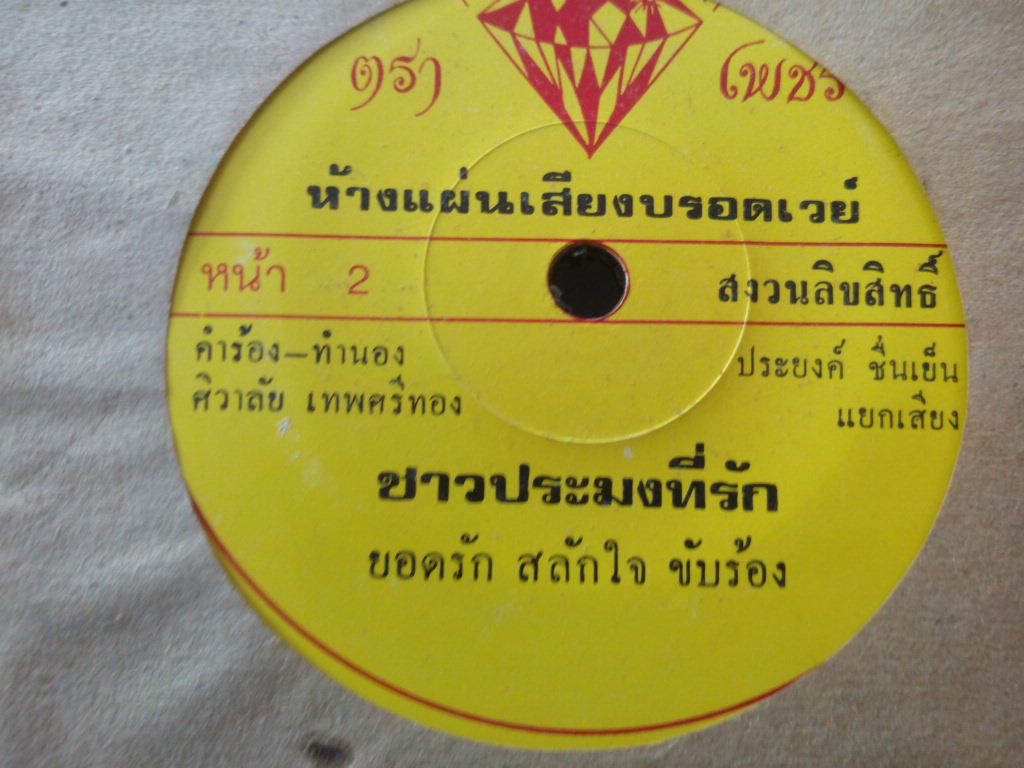 ตรา เพชร
ห้างแผ่นเสียงบรอดเวย์
หน้า 2
สงวนลิขสิทธิ์
คำร้อง-ทำนอง
ศิวาลัย เทพศรีทอง
ประยงค์ ชื่นเย็น
แยกเสียง
ชาวประมงที่รัก
ยอดรัก สลักใจ ขับร้อง